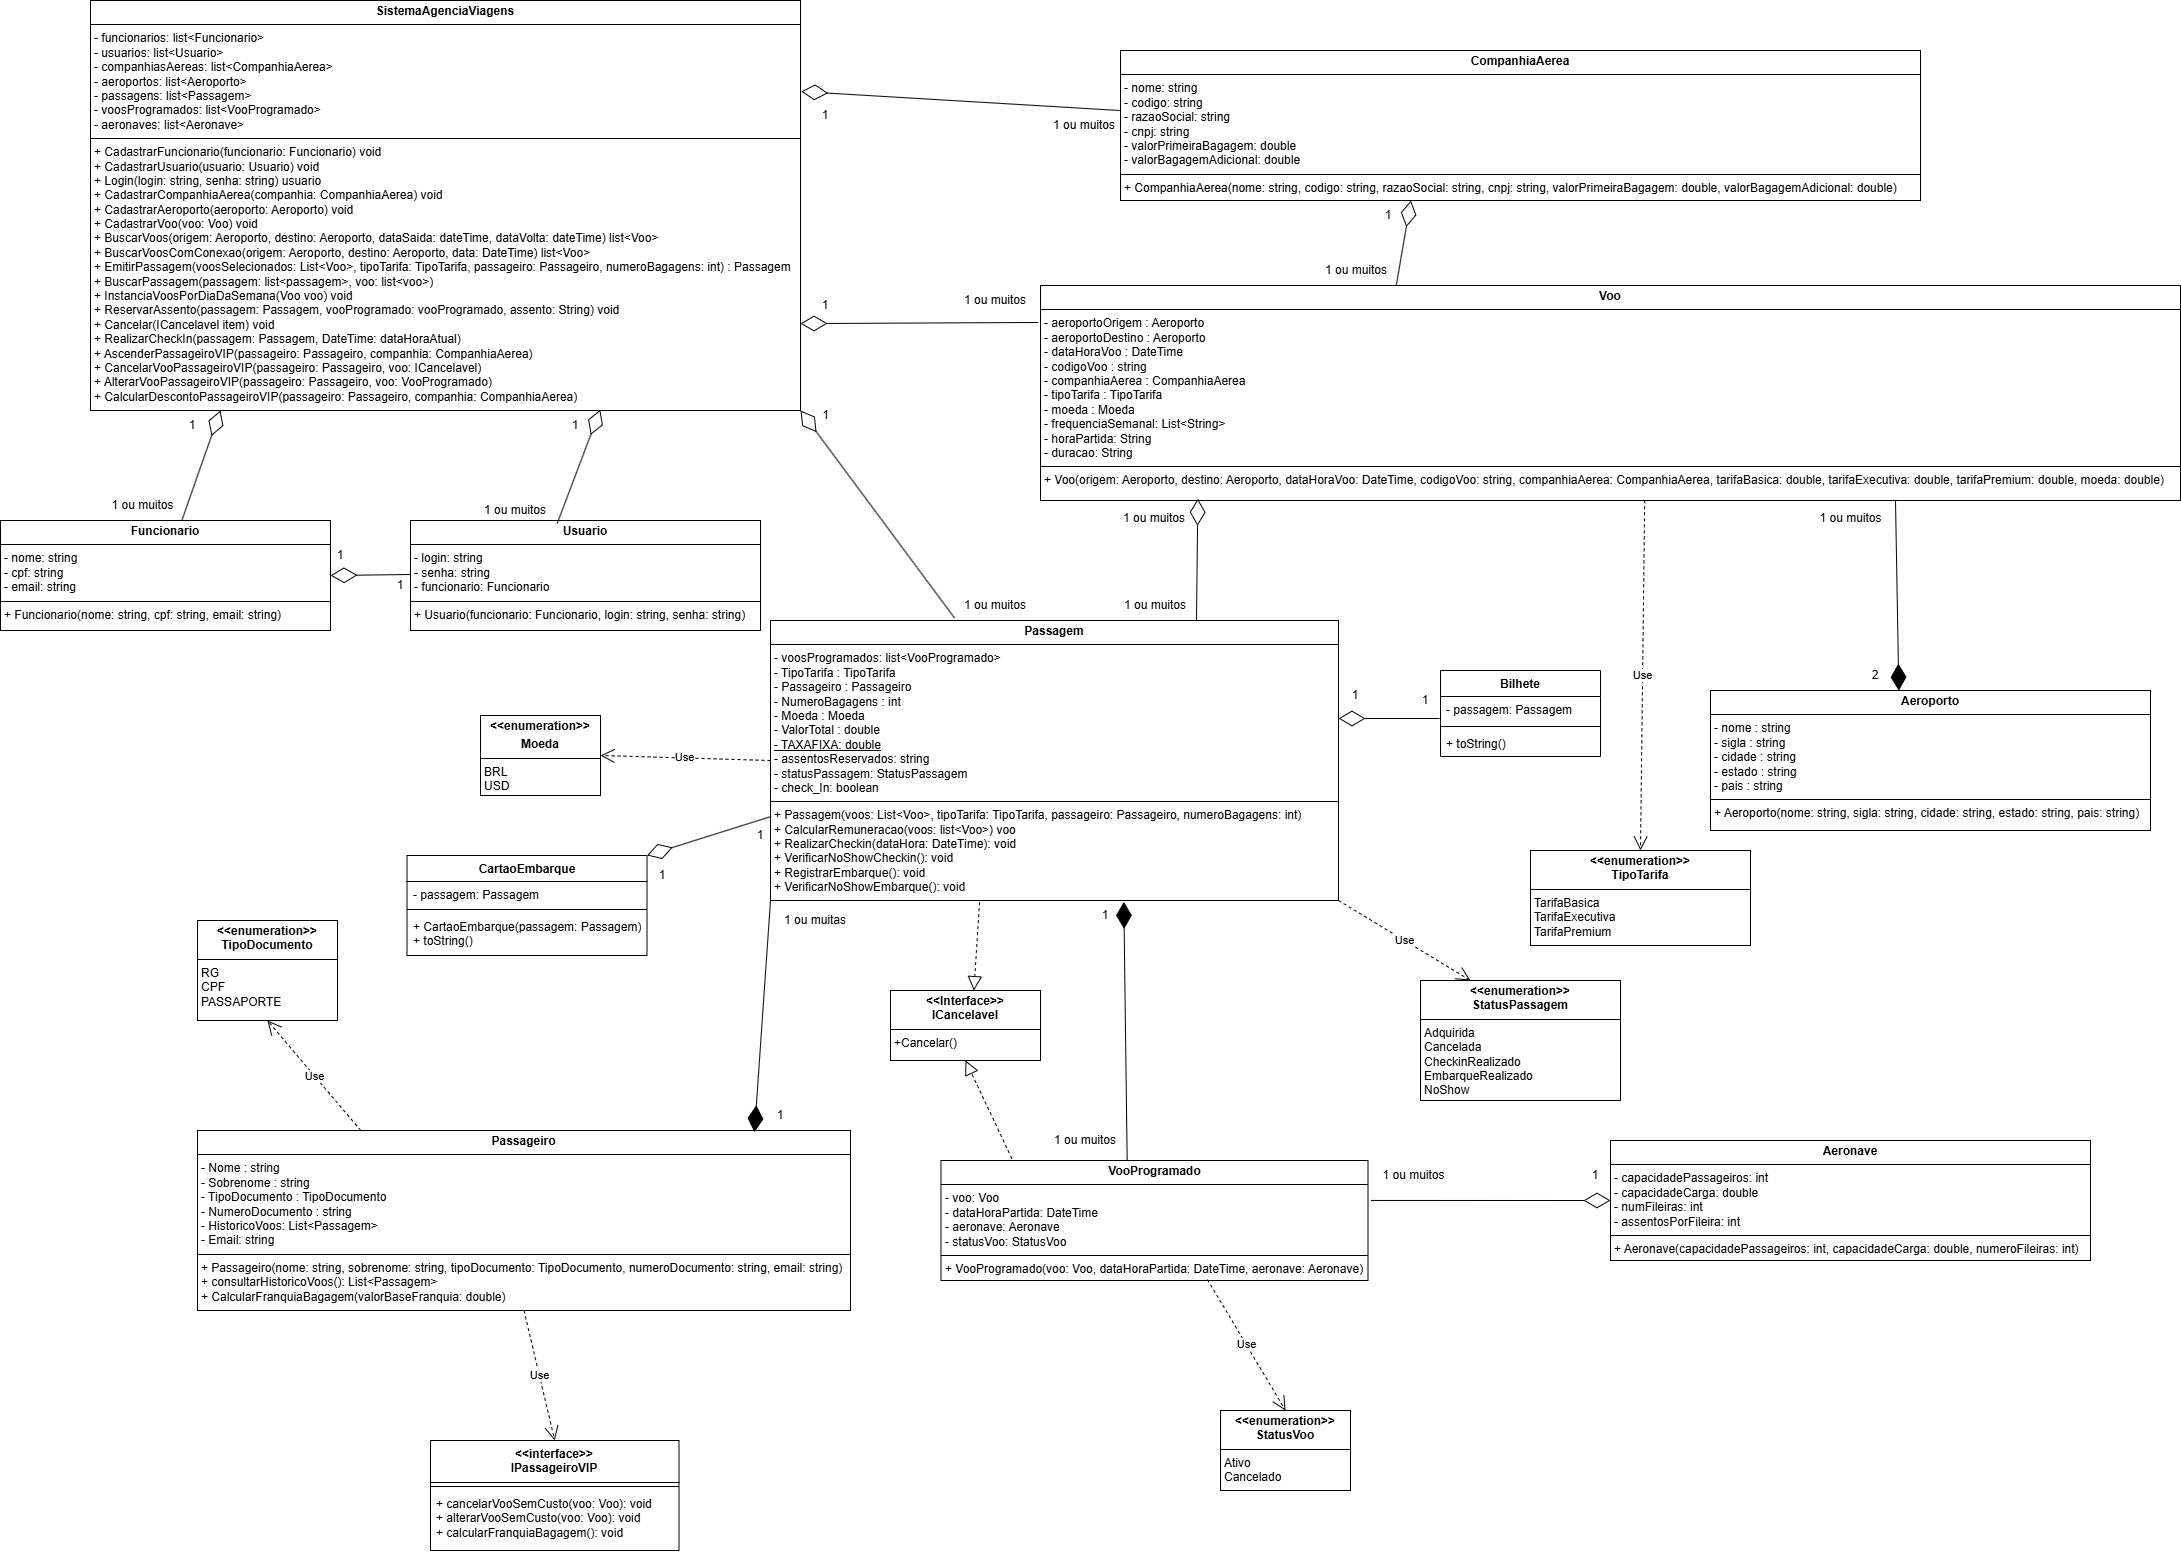 SistemaAgenciaViagens
- funcionarios: list<Funcionario>
- usuarios: list<Usuario>
- companhiasAereas: list<CompanhiaAerea>
- aeroportos: list<Aeroporto>
- passagens: list<Passagem>
- voosProgramados: list<VooProgramado>
- aeronaves: list<Aeronave>
+ CadastrarFuncionario(funcionario: Funcionario) void
+ CadastrarUsuario(usuario: Usuario) void
+ Login(login: string, senha: string) usuario
+ CadastrarCompanhiaAerea(companhia: CompanhiaAerea) void
+ CadastrarAeroporto(aeroporto: Aeroporto) void
+ CadastrarVoo(voo: Voo) void
+ BuscarVoos(origem: Aeroporto, destino: Aeroporto, dataSaida: dateTime, dataVolta: dateTime) list<Voo>
+ BuscarVoosComConexao(origem: Aeroporto, destino: Aeroporto, data: DateTime) list<Voo>
+ EmitirPassagem(voosSelecionados: List<Voo>, tipoTarifa: TipoTarifa, passageiro: Passageiro, numeroBagagens: int) : Passagem
+ BuscarPassagem(passagem: list<passagem>, voo: list<voo>)
+ InstanciaVoosPorDiaDaSemana(Voo voo) void
+ ReservarAssento(passagem: Passagem, vooProgramado: vooProgramado, assento: String) void
+ Cancelar(ICancelavel item) void
+ RealizarCheckIn(passagem: Passagem, DateTime: dataHoraAtual)
+ AscenderPassageiroVIP(passageiro: Passageiro, companhia: CompanhiaAerea)
+ CancelarVooPassageiroVIP(passageiro: Passageiro, voo: ICancelavel)
+ AlterarVooPassageiroVIP(passageiro: Passageiro, voo: VooProgramado)
+ CalcularDescontoPassageiroVIP(passageiro: Passageiro, companhia: CompanhiaAerea)
1
1 ou muitos
CompanhiaAerea
- nome: string
- codigo: string
- razaoSocial: string
- cnpj: string
- valorPrimeiraBagagem: double
- valorBagagemAdicional: double
+ CompanhiaAerea(nome: string, codigo: string, razaoSocial: string, cnpj: string, valorPrimeiraBagagem: double, valorBagagemAdicional: double)
1
1 ou muitos
1
1 ou muitos
Voo
- aeroportoOrigem : Aeroporto
- aeroportoDestino : Aeroporto
- dataHoraVoo : DateTime
- codigoVoo : string
- companhiaAerea : CompanhiaAerea
- tipoTarifa : TipoTarifa
- moeda : Moeda
- frequenciaSemanal: List<String>
- horaPartida: String
- duracao: String
+ Voo(origem: Aeroporto, destino: Aeroporto, dataHoraVoo: DateTime, codigoVoo: string, companhiaAerea: CompanhiaAerea, tarifaBasica: double, tarifaExecutiva: double, tarifaPremium: double, moeda: double)
1
1 ou muitos
1
1 ou muitos
1
1 ou muitos
1 ou muitos
1 ou muitos
1 ou muitos
2
Use
Funcionario
- nome: string
- cpf: string
- email: string
+ Funcionario(nome: string, cpf: string, email: string)
1
1
Usuario
- login: string
- senha: string
- funcionario: Funcionario
+ Usuario(funcionario: Funcionario, login: string, senha: string)
Passagem
- voosProgramados: list<VooProgramado>
- TipoTarifa : TipoTarifa
- Passageiro : Passageiro
- NumeroBagagens : int
- Moeda : Moeda
- ValorTotal : double
- TAXAFIXA: double
- assentosReservados: string
- statusPassagem: StatusPassagem
- check_In: boolean
+ Passagem(voos: List<Voo>, tipoTarifa: TipoTarifa, passageiro: Passageiro, numeroBagagens: int)
+ CalcularRemuneracao(voos: list<Voo>) voo
+ RealizarCheckin(dataHora: DateTime): void
+ VerificarNoShowCheckin(): void
+ RegistrarEmbarque(): void
+ VerificarNoShowEmbarque(): void
1
1
Bilhete
- passagem: Passagem
+ toString()
Aeroporto
- nome : string
- sigla : string
- cidade : string
- estado : string
- pais : string
+ Aeroporto(nome: string, sigla: string, cidade: string, estado: string, pais: string)
<<enumeration>>
Moeda
BRL
USD
Use
1
1
CartaoEmbarque
- passagem: Passagem
+ CartaoEmbarque(passagem: Passagem)
+ toString()
<<enumeration>>
TipoTarifa
TarifaBasica
TarifaExecutiva
TarifaPremium
<<enumeration>>
TipoDocumento
RG
CPF
PASSAPORTE
Use
1 ou muitas
1
1
1 ou muitos
Use
<<Interface>>
ICancelavel
+Cancelar()
<<enumeration>>
StatusPassagem
Adquirida
Cancelada
CheckinRealizado
EmbarqueRealizado
NoShow
Passageiro
- Nome : string
- Sobrenome : string
- TipoDocumento : TipoDocumento
- NumeroDocumento : string
- HistoricoVoos: List<Passagem>
- Email: string
+ Passageiro(nome: string, sobrenome: string, tipoDocumento: TipoDocumento, numeroDocumento: string, email: string)
+ consultarHistoricoVoos(): List<Passagem>
+ CalcularFranquiaBagagem(valorBaseFranquia: double)
VooProgramado
- voo: Voo
- dataHoraPartida: DateTime
- aeronave: Aeronave
- statusVoo: StatusVoo
+ VooProgramado(voo: Voo, dataHoraPartida: DateTime, aeronave: Aeronave)
1 ou muitos
1
Aeronave
- capacidadePassageiros: int
- capacidadeCarga: double
- numFileiras: int
- assentosPorFileira: int
+ Aeronave(capacidadePassageiros: int, capacidadeCarga: double, numeroFileiras: int)
Use
Use
<<interface>>
IPassageiroVIP
+ cancelarVooSemCusto(voo: Voo): void
+ alterarVooSemCusto(voo: Voo): void
+ calcularFranquiaBagagem(): void
<<enumeration>>
StatusVoo
Ativo
Cancelado